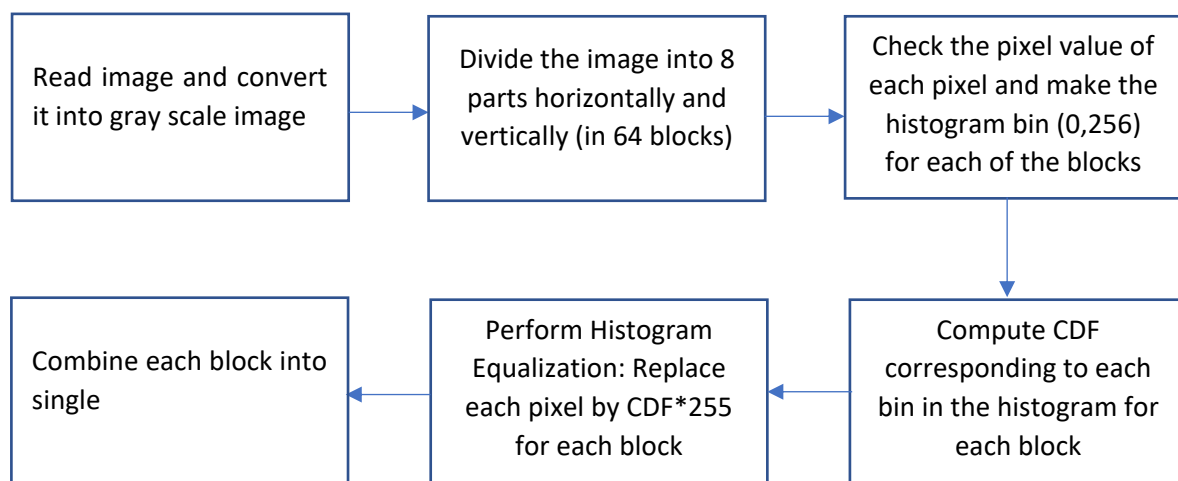 Read image and convert
it into gray scale image
Divide the image into 8
parts horizontally and
vertically (in 64 blocks)
Check the pixel value of
each pixel and make the
histogram bin (0,256)
for each of the blocks
Compute CDF
corresponding to each
bin in the histogram for
each block
Perform Histogram
Equalization: Replace
each pixel by CDF*255
for each block
Combine each block into
single